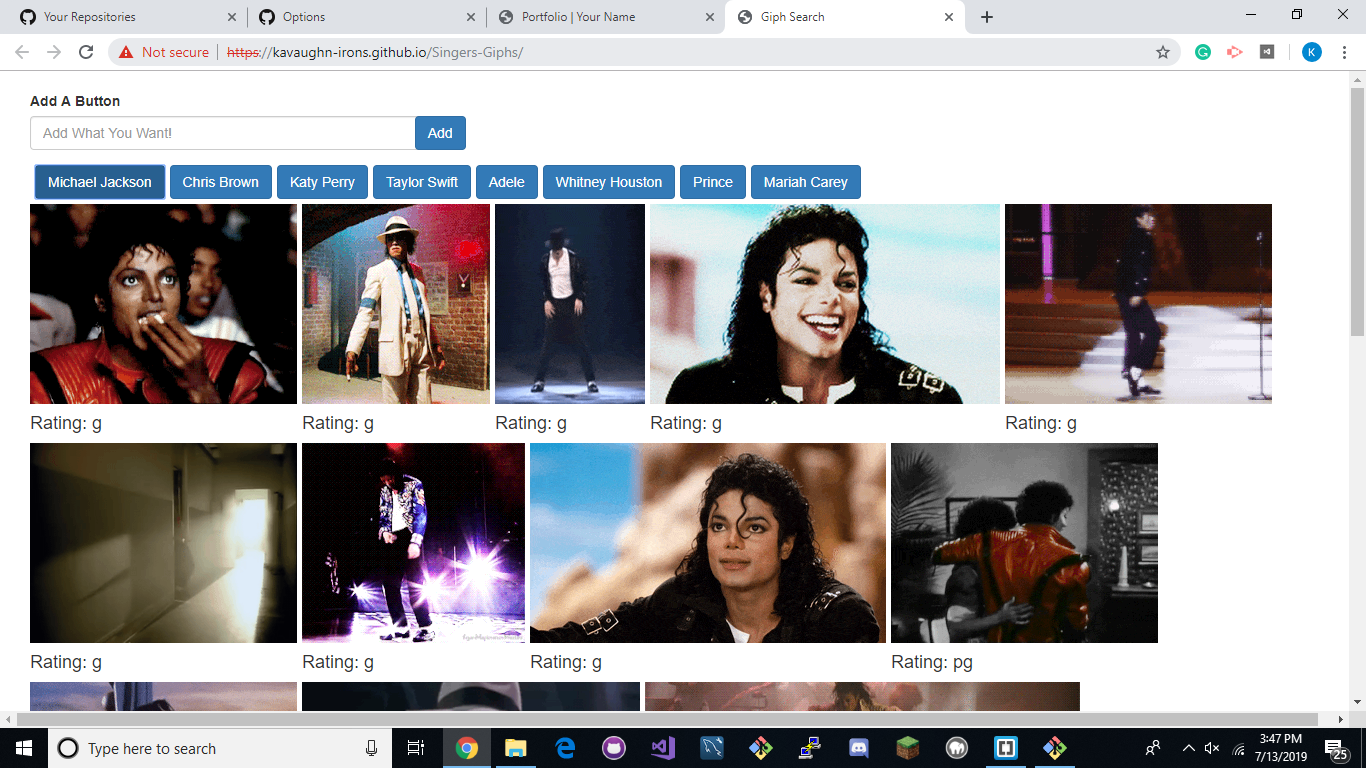 Your Repositories
Options
Portfolio | Your Name
Giph Search
Not secure | https://kavaughn-irons.github.io/Singers-Giphs/
K
Add A Button
Add What You Want!
Add
Michael Jackson
Chris Brown
Katy Perry
Taylor Swift
Adele
Whitney Houston
Prince
Mariah Carey
Rating: g
Rating: g
Rating: g
Rating: g
Rating: g
Rating: g
Rating: g
Rating: g
Rating: pg
Type here to search
3:47 PM
7/13/2019
25